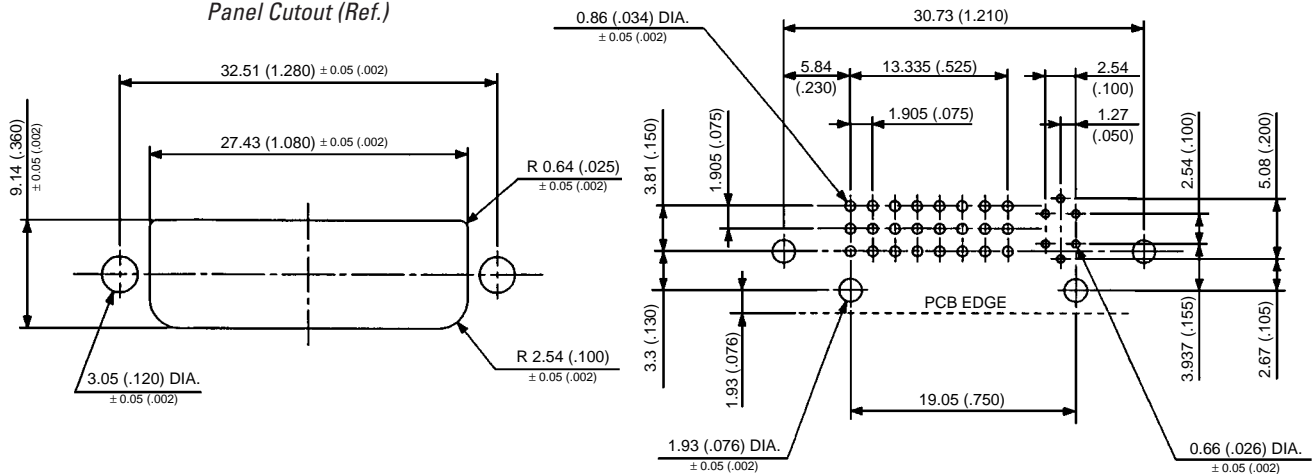 Panel Cutout (Ref.)
32.51 (1.280) ± 0.05 (.002)
9.14 (.360)
± 0.05 (.002)
27.43 (1.080) ± 0.05 (.002)
R 0.64 (.025)
± 0.05 (.002)
R 2.54 (.100)
± 0.05 (.002)
3.05 (.120) DIA.
± 0.05 (.002)
0.86 (.034) DIA.
± 0.05 (.002)
30.73 (1.210)
5.84
(.230)
13.335 (.525)
2.54
(.100)
1.905 (.075)
1.27
(.050)
3.81 (.150)
1.905 (.075)
2.54 (.100)
5.08 (.200)
PCB EDGE
3.3 (.130)
1.93 (.076)
3.937 (.155)
2.67 (.105)
19.05 (.750)
1.93 (.076) DIA.
± 0.05 (.002)
0.66 (.026) DIA.
± 0.05 (.002)